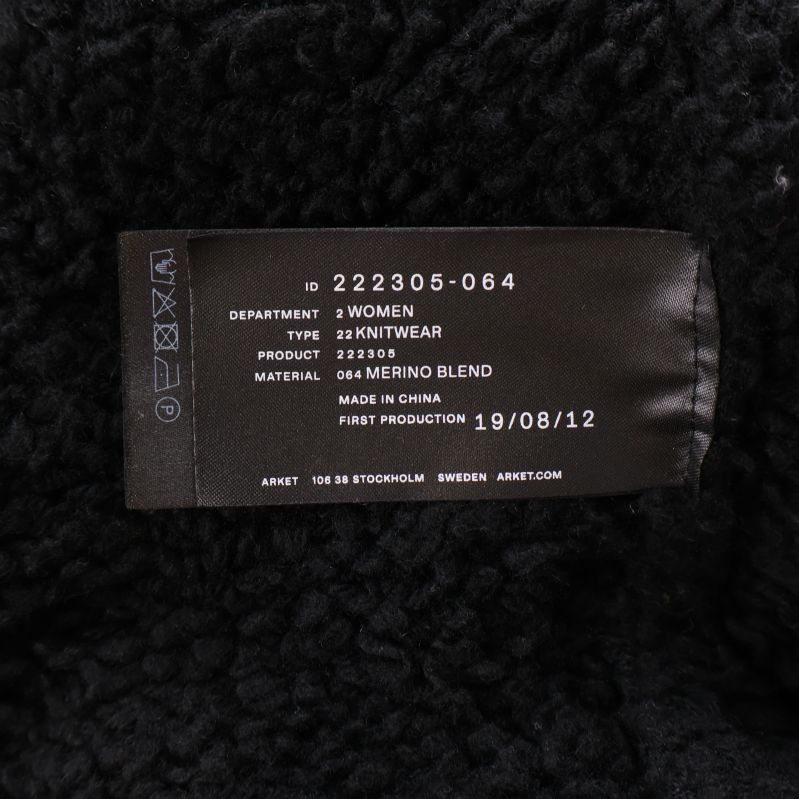 ID 222305-064
DEPARTMENT 2 WOMEN
TYPE 22 KNITWEAR
PRODUCT 222305
MATERIAL 064 MERINO BLEND
MADE IN CHINA
FIRST PRODUCTION 19/08/12
ARKET 106 38 STOCKHOLM SWEDEN ARKET.COM
P